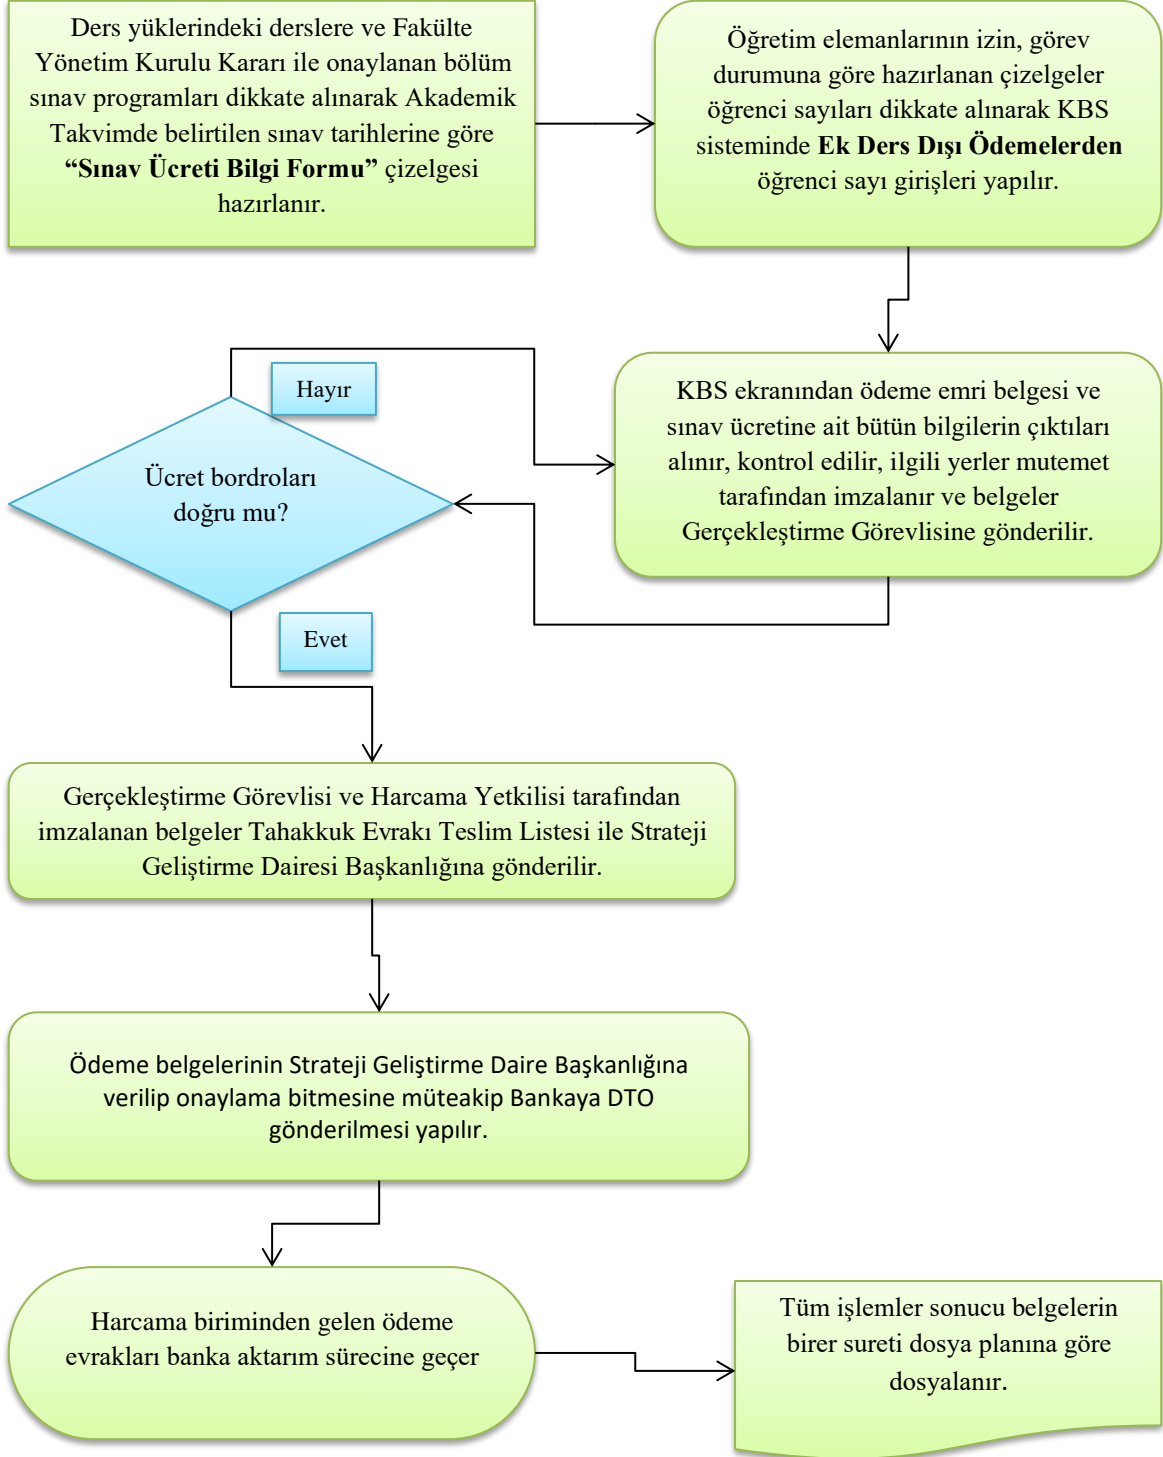 Ders yüklerindeki derslere ve Fakülte
Yönetim Kurulu Kararı ile onaylanan bölüm
sınav programları dikkate alınarak Akademik
Takvimde belirtilen sınav tarihlerine göre
“Sınav Ücreti Bilgi Formu” çizelgesi
hazırlanır.
Öğretim elemanlarının izin, görev
durumuna göre hazırlanan çizelgeler
öğrenci sayıları dikkate alınarak KBS
sisteminde Ek Ders Dışı Ödemelerden
öğrenci sayı girişleri yapılır.
Hayır
KBS ekranından ödeme emri belgesi ve
sınav ücretine ait bütün bilgilerin çıktıları
alınır, kontrol edilir, ilgili yerler mutemet
tarafından imzalanır ve belgeler
Gerçekleştirme Görevlisine gönderilir.
Ücret bordroları
doğru mu?
Evet
Gerçekleştirme Görevlisi ve Harcama Yetkilisi tarafından
imzalanan belgeler Tahakkuk Evrakı Teslim Listesi ile Strateji
Geliştirme Dairesi Başkanlığına gönderilir.
Ödeme belgelerinin Strateji Geliştirme Daire Başkanlığına
verilip onaylama bitmesine müteakip Bankaya DTO
gönderilmesi yapılır.
Harcama biriminden gelen ödeme
evrakları banka aktarım sürecine geçer
Tüm işlemler sonucu belgelerin
birer sureti dosya planına göre
dosyalanır.